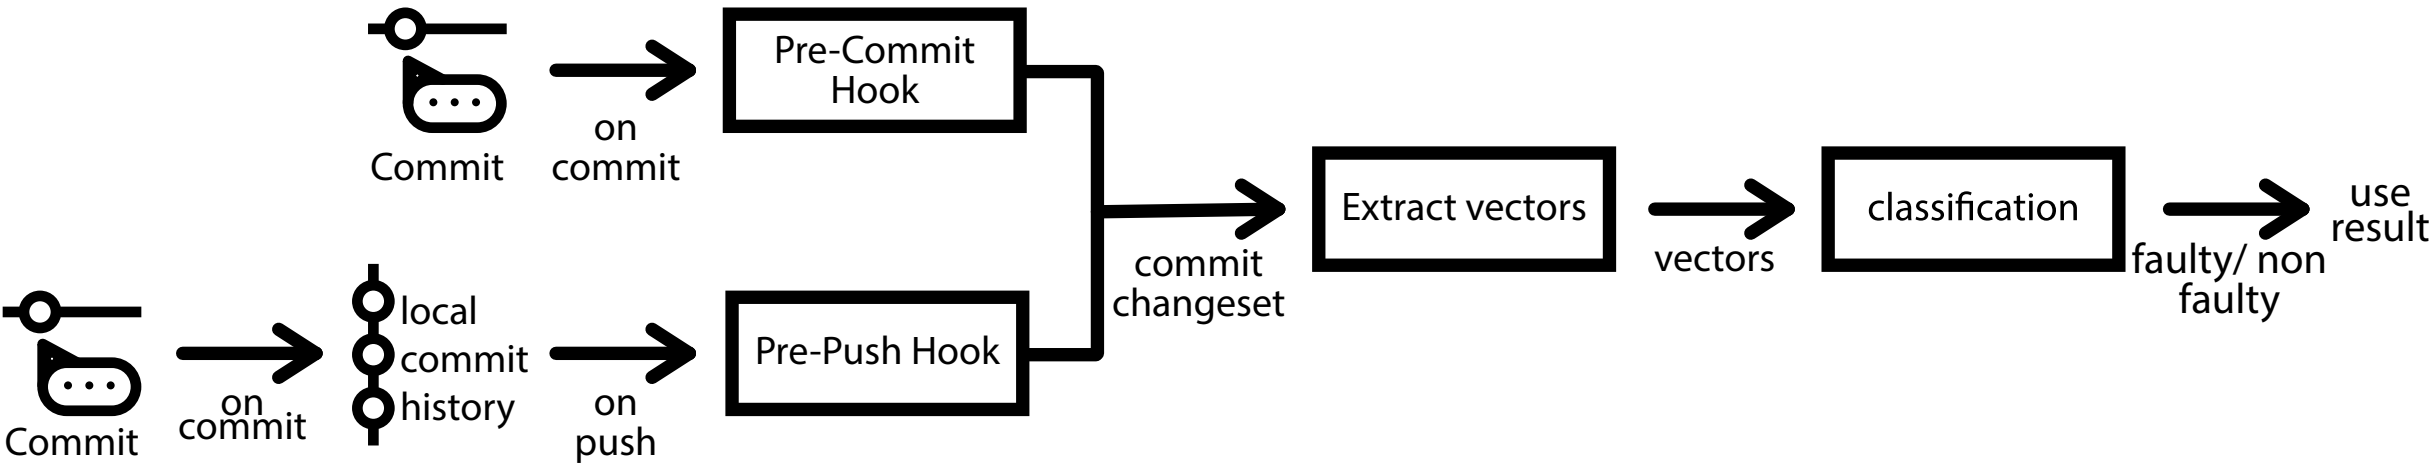 Commit
on
commit
Pre-Commit
Hook
Commit
on
commit
local
commit
history
on
push
Pre-Push Hook
commit
changeset
Extract vectors
vectors
classification
faulty/ non
faulty
use
result